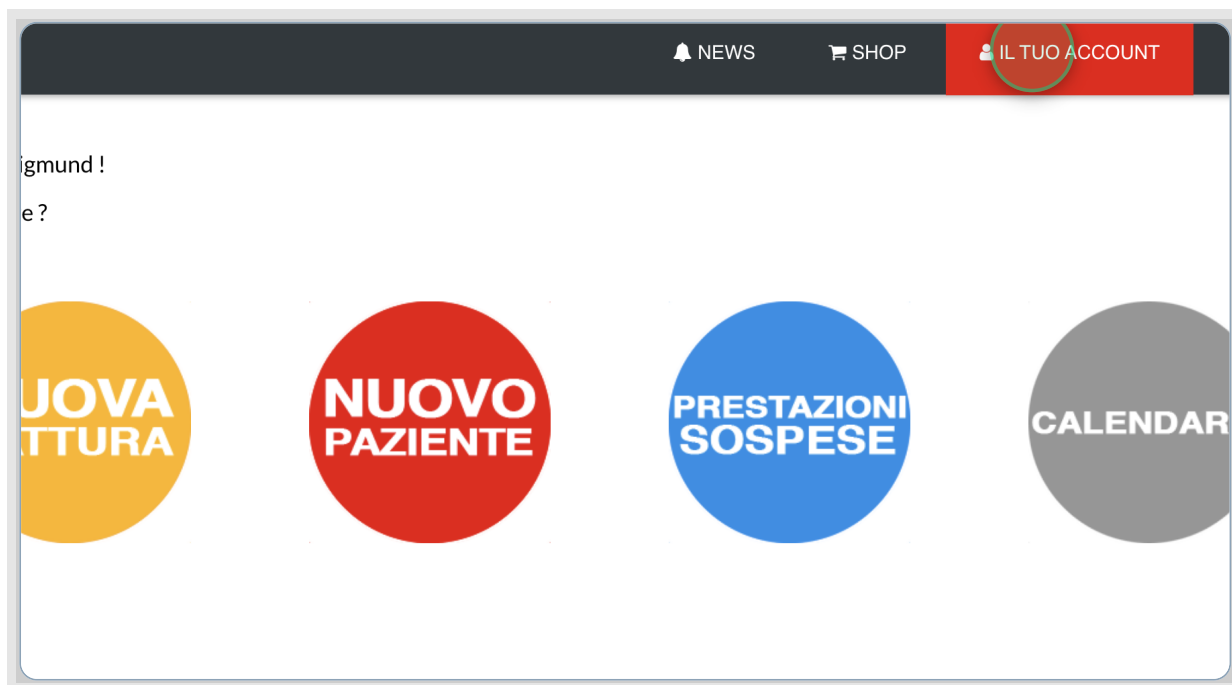 NEWS SHOP IL TUO ACCOUNT
igmund !
e ?
UOVA
TTURA
NUOVO
PAZIENTE
PRESTAZIONI
SOSPESE
CALENDAR